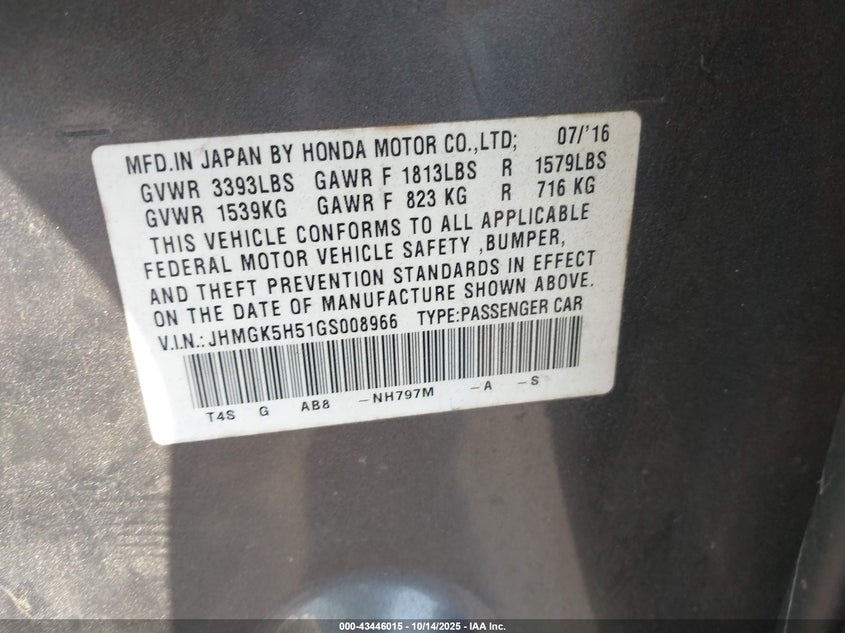 MFD.IN JAPAN BY HONDA MOTOR CO.,LTD; 07/'16
GVWR 3393LBS GAWR F 1813LBS R 1579LBS
GVWR 1539KG GAWR F 823 KG R 716 KG
THIS VEHICLE CONFORMS TO ALL APPLICABLE
FEDERAL MOTOR VEHICLE SAFETY ,BUMPER,
AND THEFT PREVENTION STANDARDS IN EFFECT
ON THE DATE OF MANUFACTURE SHOWN ABOVE.
V.I.N.: JHMGK5H51GS008966 TYPE:PASSENGER CAR
T4S G AB8 -NH797M -A -S
000-43446015 - 10/14/2025 - IAA Inc.